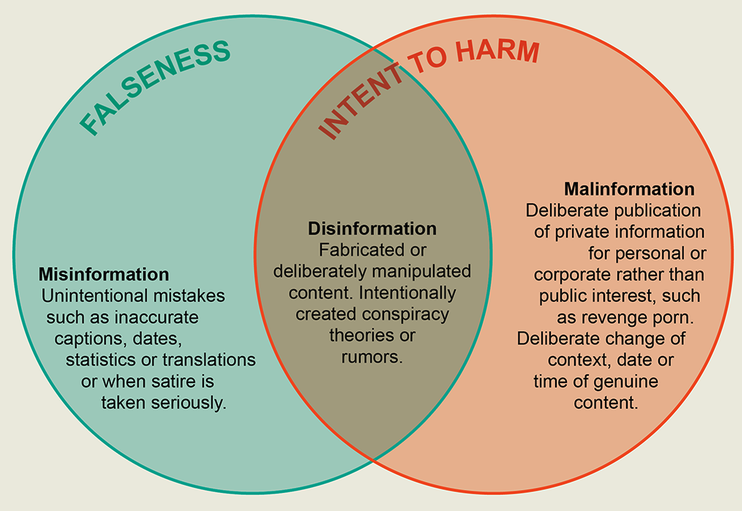 FALSENESS
INTENT TO HARM
Misinformation
Unintentional mistakes
such as inaccurate
captions, dates,
statistics or translations
or when satire is
taken seriously.
Disinformation
Fabricated or
deliberately manipulated
content. Intentionally
created conspiracy
theories or
rumors.
Malinformation
Deliberate publication
of private information
for personal or
corporate rather than
public interest, such
as revenge porn.
Deliberate change of
context, date or
time of genuine
content.